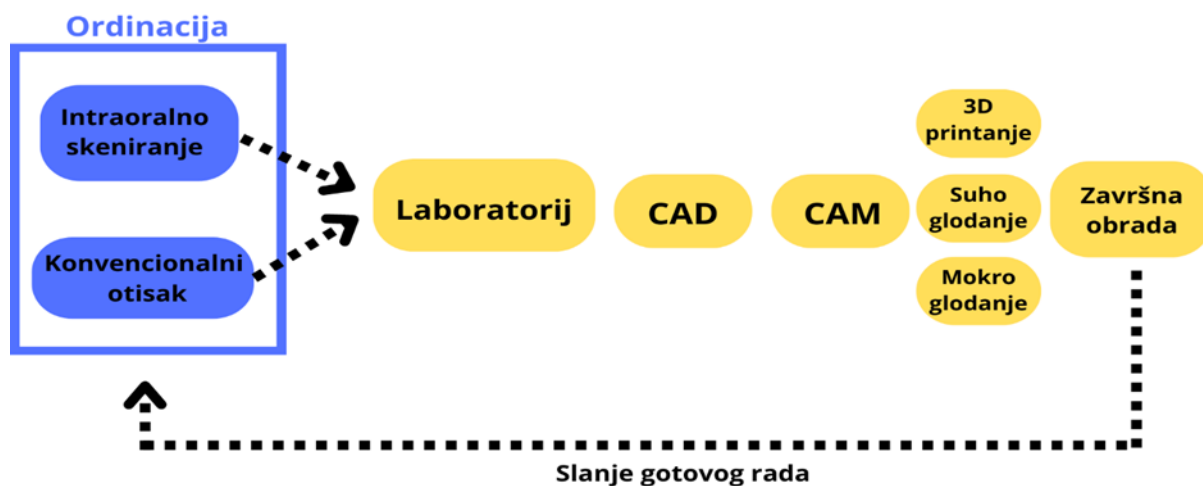 Ordinacija
Intraoralno
skeniranje
Konvencionalni
otisak
Laboratorij
CAD
CAM
3D
printanje
Suho
glodanje
Mokro
glodanje
Završna
obrada
Slanje gotovog rada